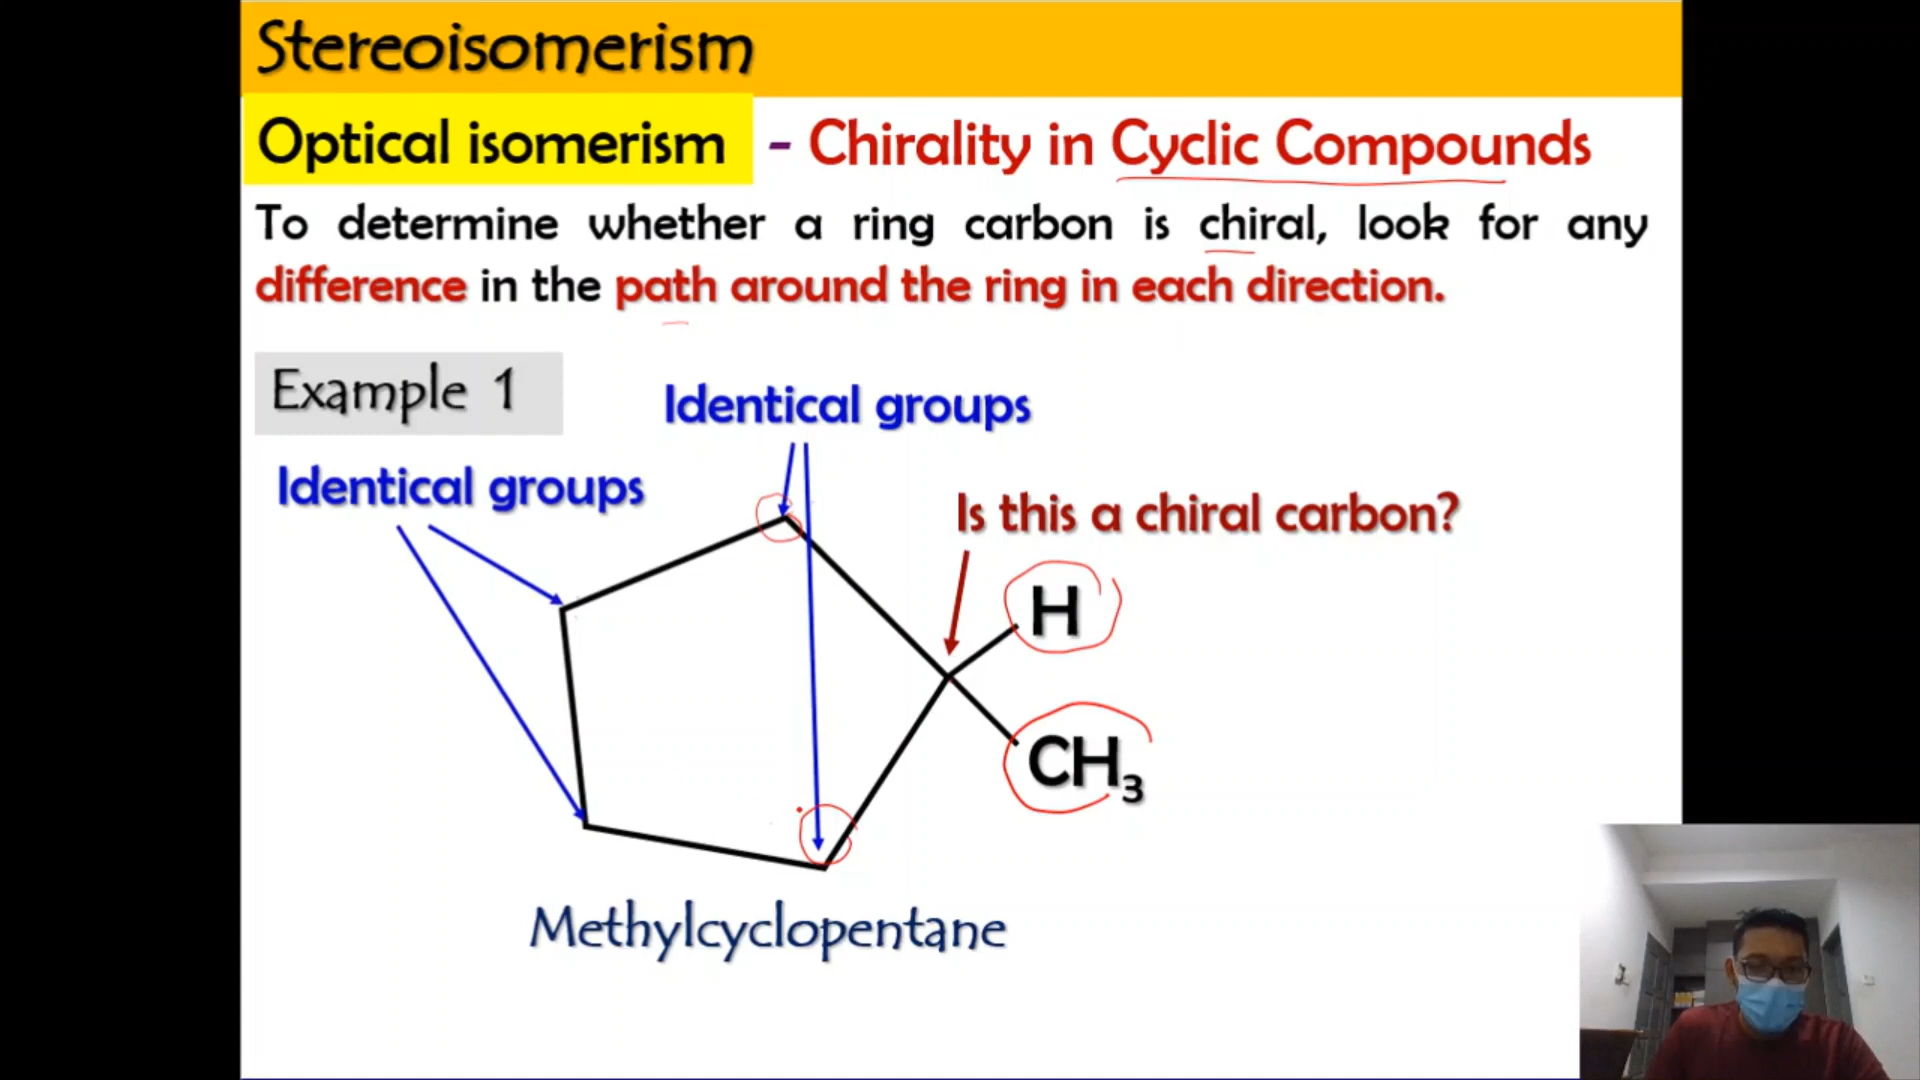 Stereoisomerism
Optical isomerism - Chirality in Cyclic Compounds
To determine whether a ring carbon is chiral, look for any
difference in the path around the ring in each direction.
Example 1
Identical groups
Identical groups
Is this a chiral carbon?
H
CH₃
Methylcyclopentane